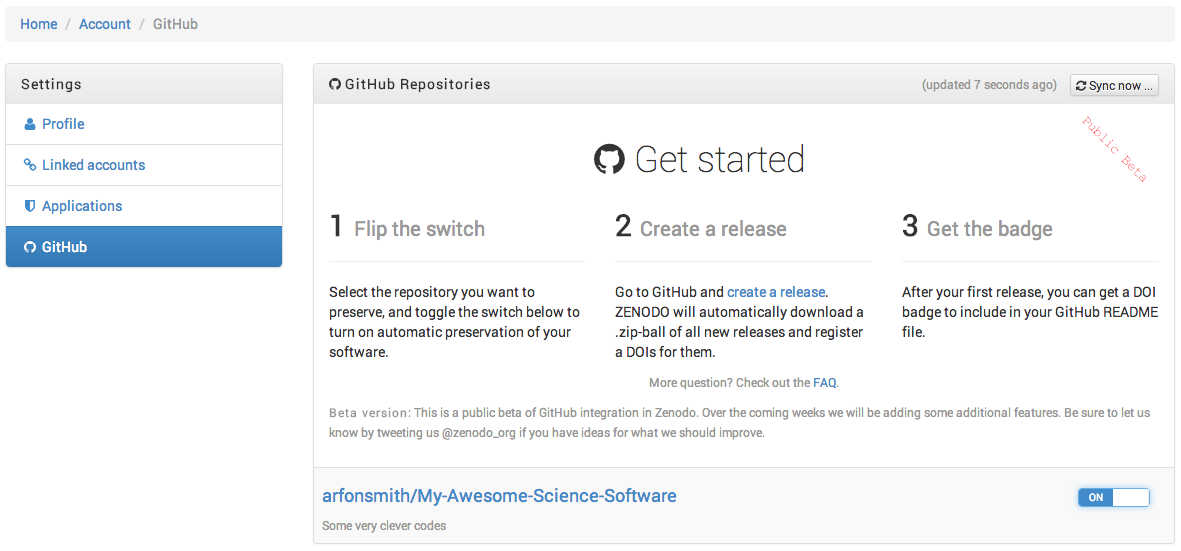 Home / Account / GitHub
Settings
Profile
Linked accounts
Applications
GitHub
GitHub Repositories (updated 7 seconds ago) Sync now ...
Public Beta
Get started
1 Flip the switch
Select the repository you want to
preserve, and toggle the switch below to
turn on automatic preservation of your
software.
2 Create a release
Go to GitHub and create a release.
ZENODO will automatically download a
.zip-ball of all new releases and register
a DOIs for them.
3 Get the badge
After your first release, you can get a DOI
badge to include in your GitHub README
file.
More question? Check out the FAQ.
Beta version: This is a public beta of GitHub integration in Zenodo. Over the coming weeks we will be adding some additional features. Be sure to let us
know by tweeting us @zenodo_org if you have ideas for what we should improve.
arfonsmith/My-Awesome-Science-Software
ON
Some very clever codes